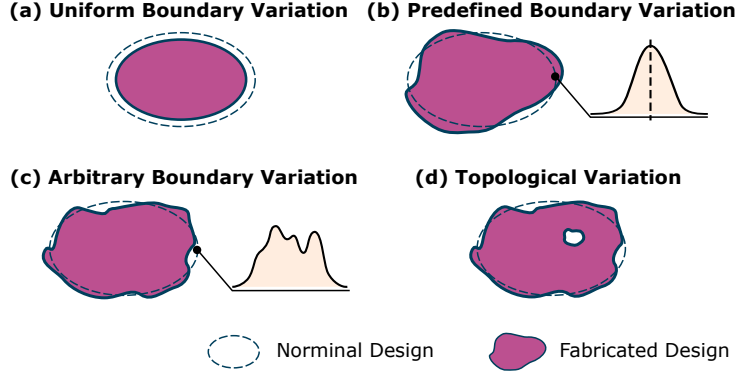 (a) Uniform Boundary Variation
(b) Predefined Boundary Variation
(c) Arbitrary Boundary Variation
(d) Topological Variation
Norminal Design
Fabricated Design